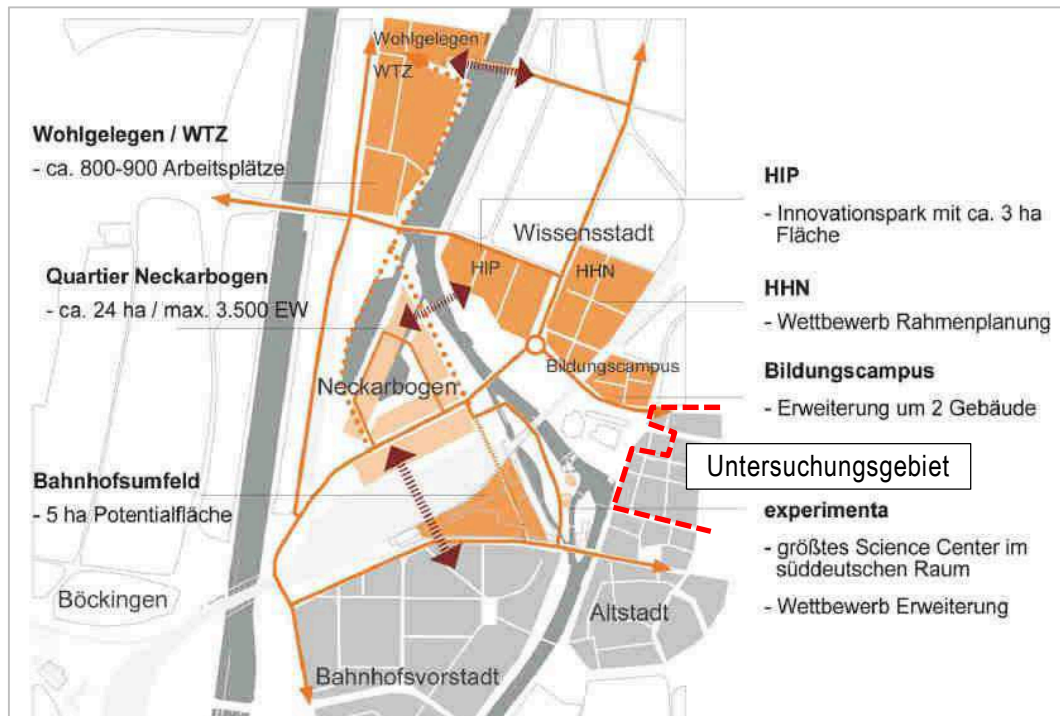 Wohlgelegen
WTZ
Wohlgelegen / WTZ
- ca. 800-900 Arbeitsplätze
HIP
- Innovationspark mit ca. 3 ha
Fläche
Wissensstadt
HIP
HHN
Quartier Neckarbogen
- ca. 24 ha / max. 3.500 EW
HHN
- Wettbewerb Rahmenplanung
Bildungscampus
Bildungscampus
- Erweiterung um 2 Gebäude
Neckarbogen
Untersuchungsgebiet
Bahnhofsumfeld
- 5 ha Potentialfläche
experimenta
- größtes Science Center im
süddeutschen Raum
- Wettbewerb Erweiterung
Böckingen
Altstadt
Bahnhofsvorstadt